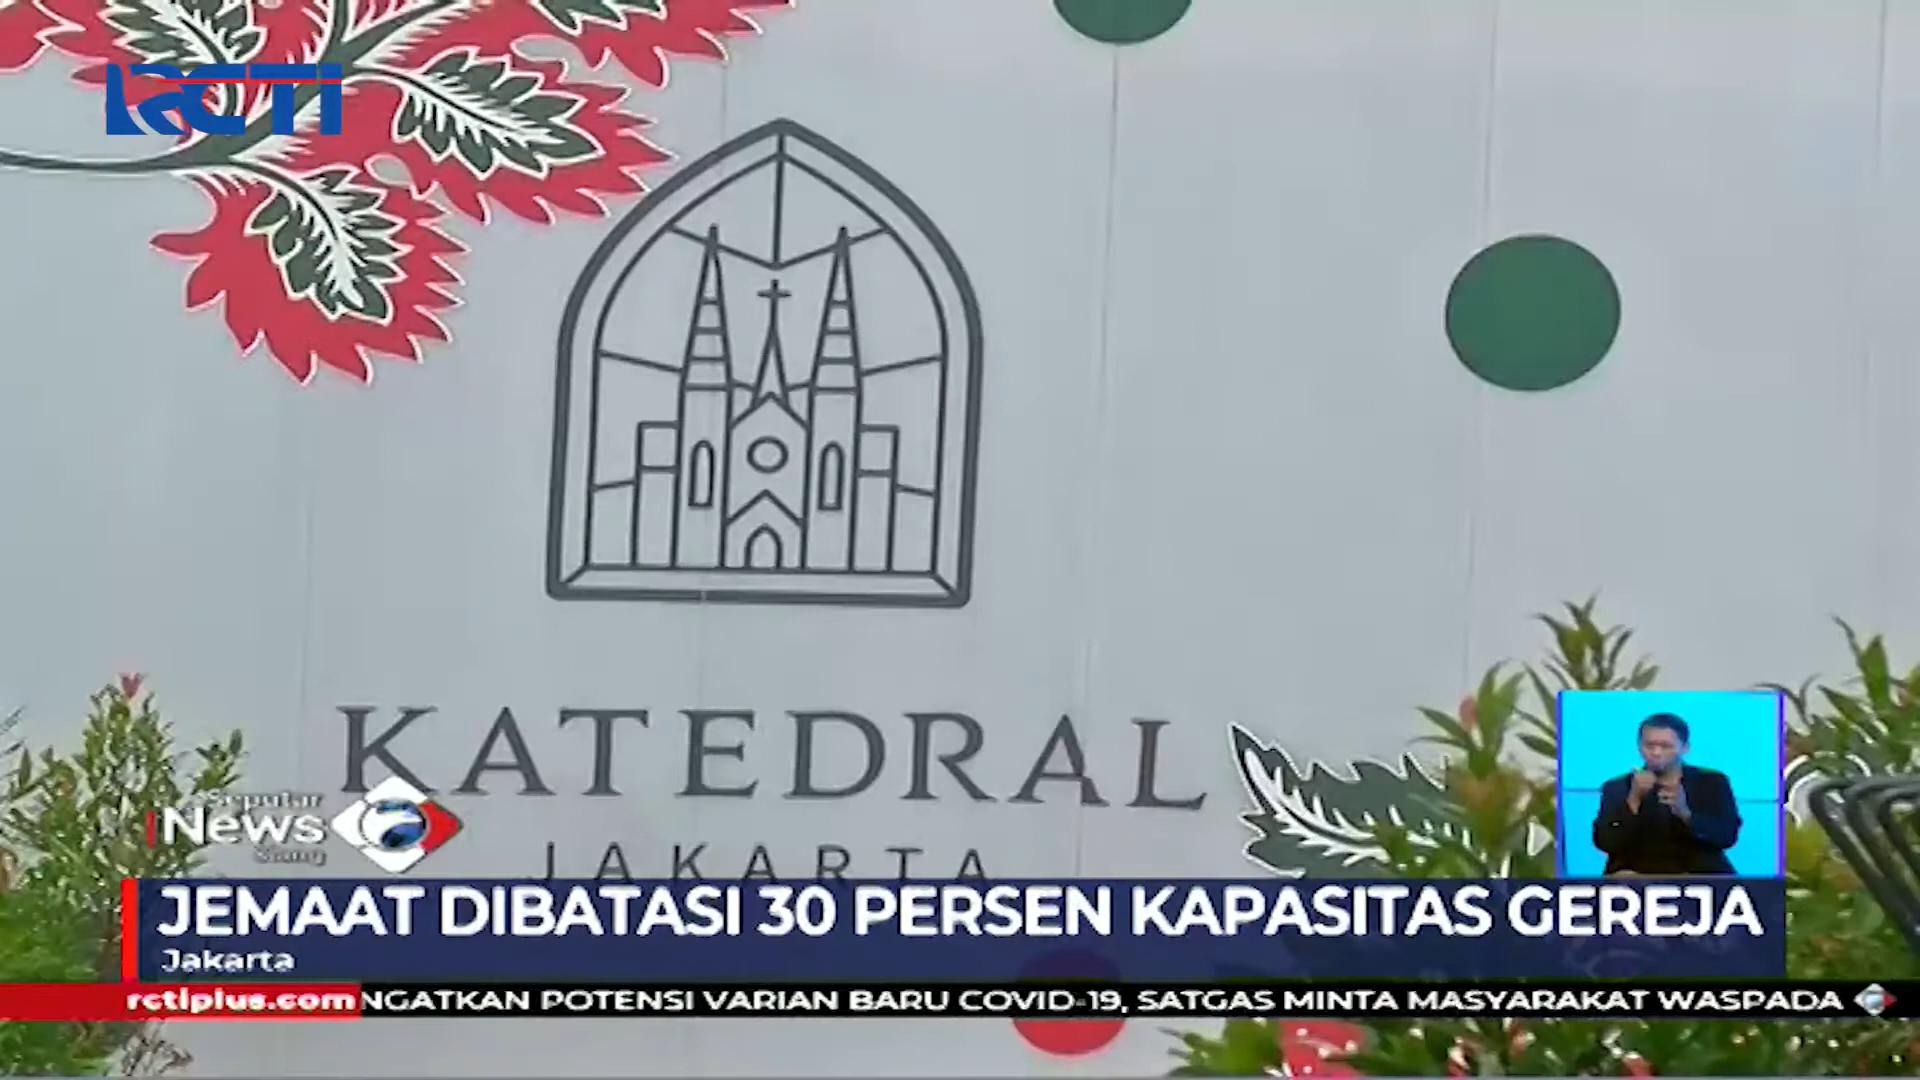 RCTI
KATEDRAL
JAKARTA
Seputar
iNews
Siang
JEMAAT DIBATASI 30 PERSEN KAPASITAS GEREJA
Jakarta
rctiplus.com
NGATKAN POTENSI VARIAN BARU COVID-19, SATGAS MINTA MASYARAKAT WASPADA